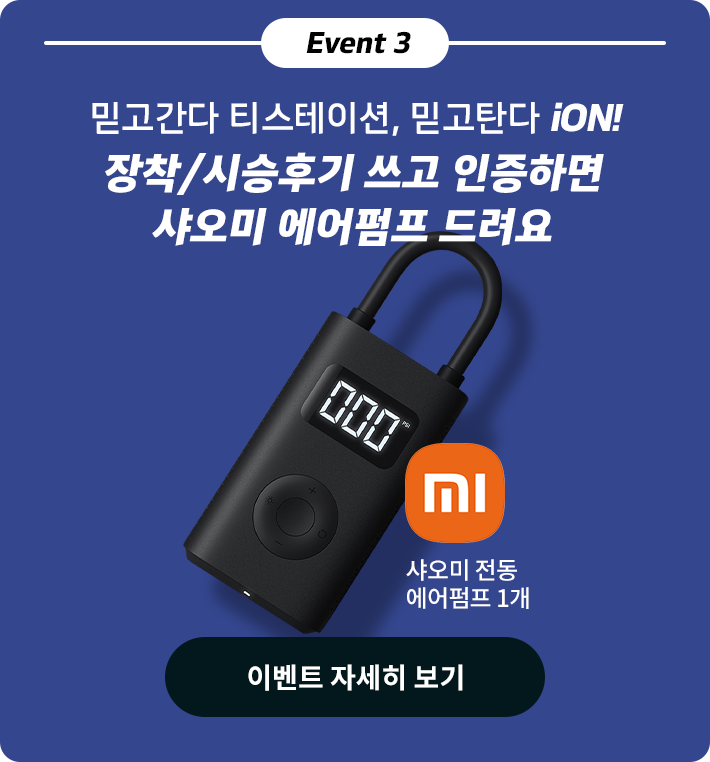 Event 3
믿고간다 티스테이션, 믿고탄다 iON!
장착/시승후기 쓰고 인증하면
샤오미 에어펌프 드려요
000 PSI
mi
샤오미 전동
에어펌프 1개
이벤트 자세히 보기